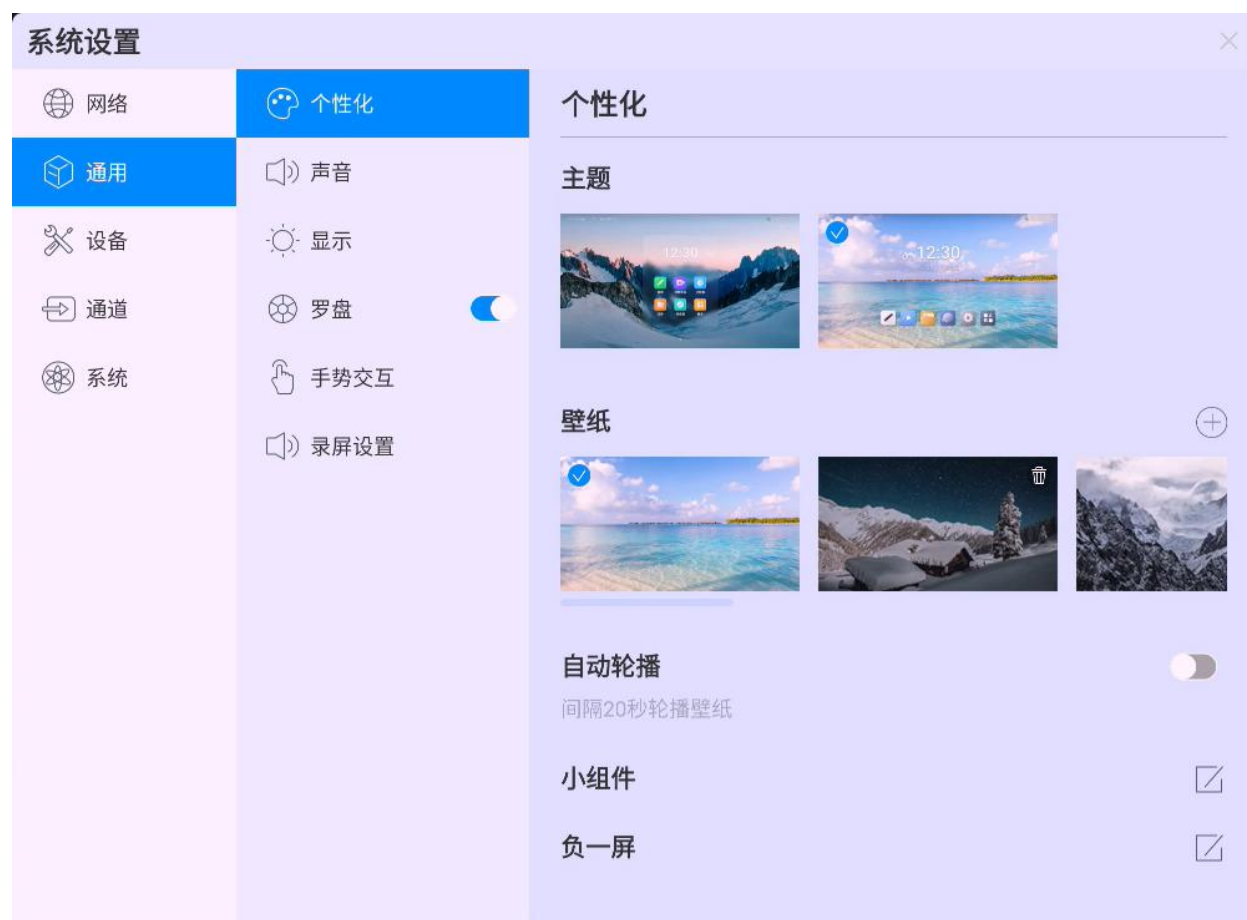 系统设置
网络
通用
设备
通道
系统
个性化
声音
显示
罗盘
手势交互
录屏设置
个性化
主题
12:30
12:30
壁纸
自动轮播
间隔20秒轮播壁纸
小组件
负一屏